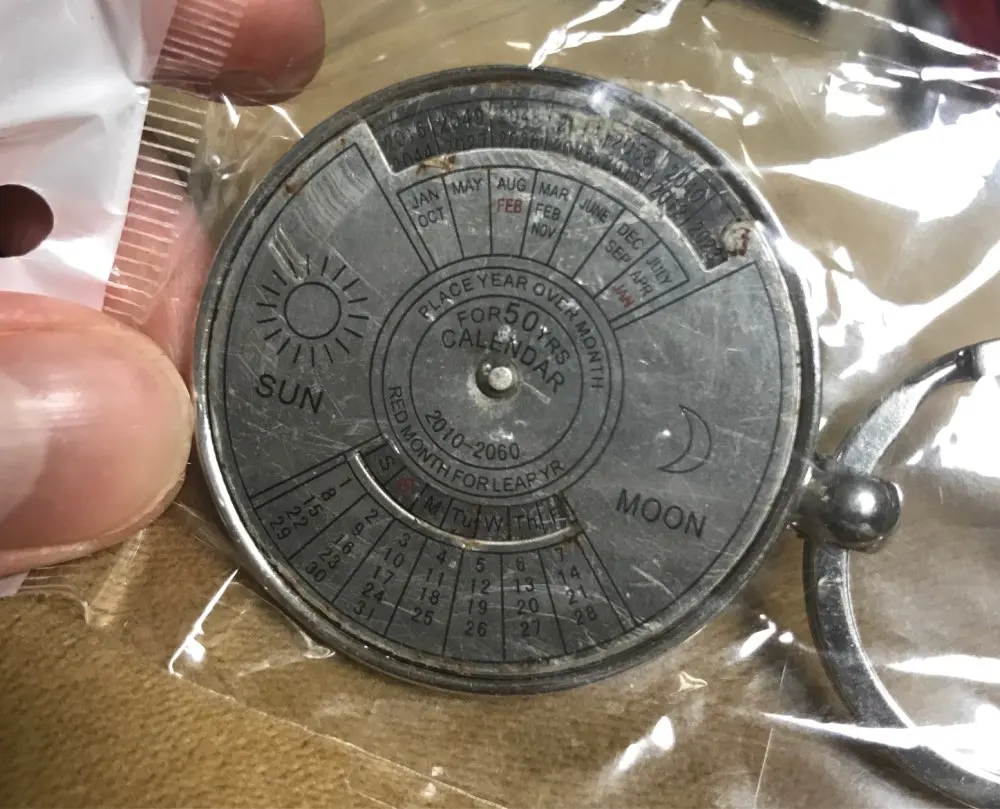 2040
2058
JAN MAY AUG MAR JUNE DEC JULY
OCT FEB FEB SEP APR
NOV JAN
PLACE YEAR OVER MONTH
FOR 50 YRS
CALENDAR
2010-2060
RED MONTH FOR LEAP YR
SUN
MOON
S S M Tu W Th F
1 2 3 4 5 6 7
8 9 10 11 12 13 14
15 16 17 18 19 20 21
22 23 24 25 26 27 28
29 30 31